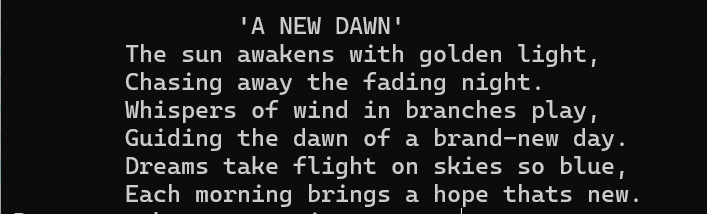 'A NEW DAWN'
The sun awakens with golden light,
Chasing away the fading night.
Whispers of wind in branches play,
Guiding the dawn of a brand-new day.
Dreams take flight on skies so blue,
Each morning brings a hope thats new.